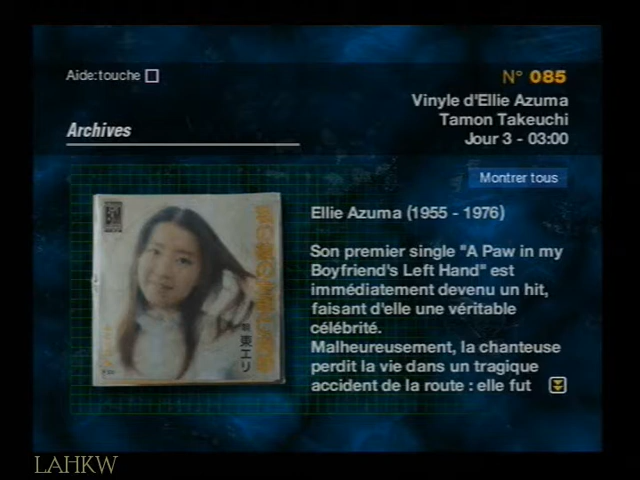 Aide:touche
N° 085
Vinyle d'Ellie Azuma
Tamon Takeuchi
Jour 3 - 03:00
Archives
Montrer tous
Ellie Azuma (1955 - 1976)
Son premier single "A Paw in my
Boyfriend's Left Hand" est
immédiatement devenu un hit,
faisant d'elle une véritable
célébrité.
Malheureusement, la chanteuse
perdit la vie dans un tragique
accident de la route : elle fut
東エリ
LAHKW